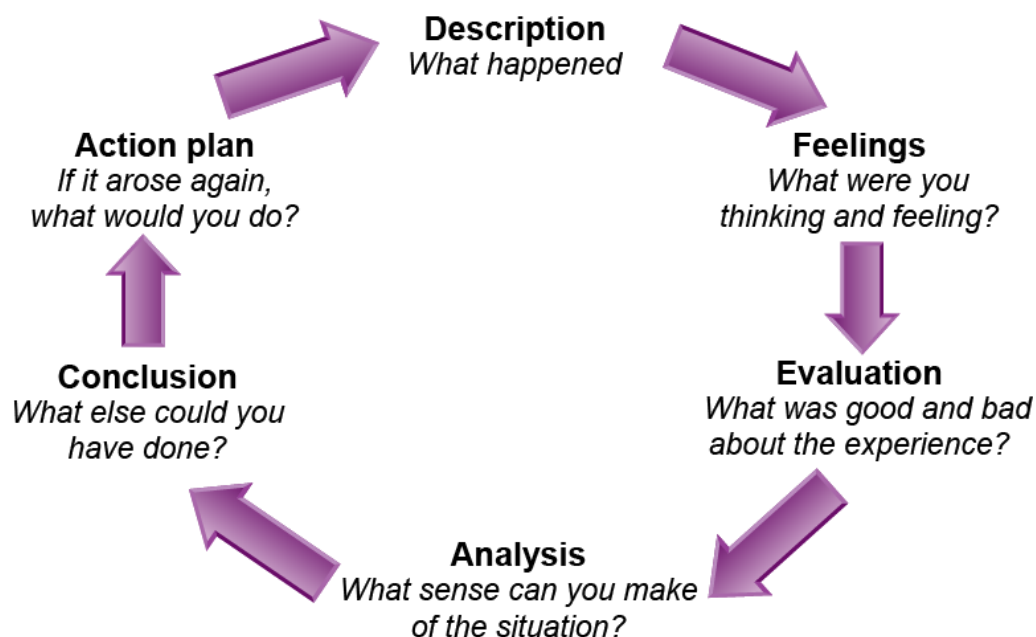 Description
What happened
Feelings
What were you
thinking and feeling?
Evaluation
What was good and bad
about the experience?
Analysis
What sense can you make
of the situation?
Conclusion
What else could you
have done?
Action plan
If it arose again,
what would you do?